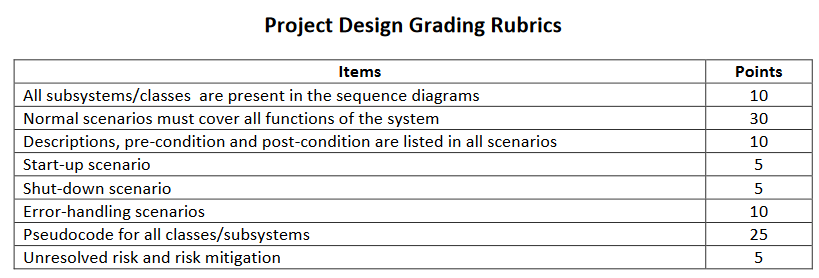 Project Design Grading Rubrics
Items Points
All subsystems/classes are present in the sequence diagrams 10
Normal scenarios must cover all functions of the system 30
Descriptions, pre-condition and post-condition are listed in all scenarios 10
Start-up scenario 5
Shut-down scenario 5
Error-handling scenarios 10
Pseudocode for all classes/subsystems 25
Unresolved risk and risk mitigation 5